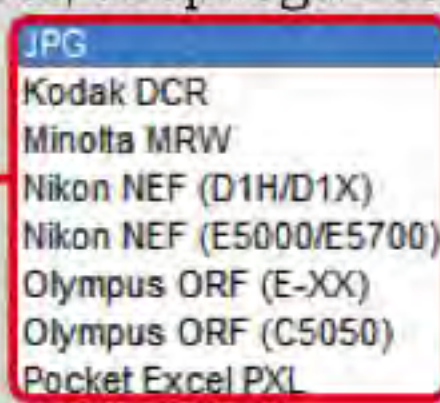 JPG
Kodak DCR
Minolta MRW
Nikon NEF (D1H/D1X)
Nikon NEF (E5000/E5700)
Olympus ORF (E-XX)
Olympus ORF (C5050)
Pocket Excel PXL